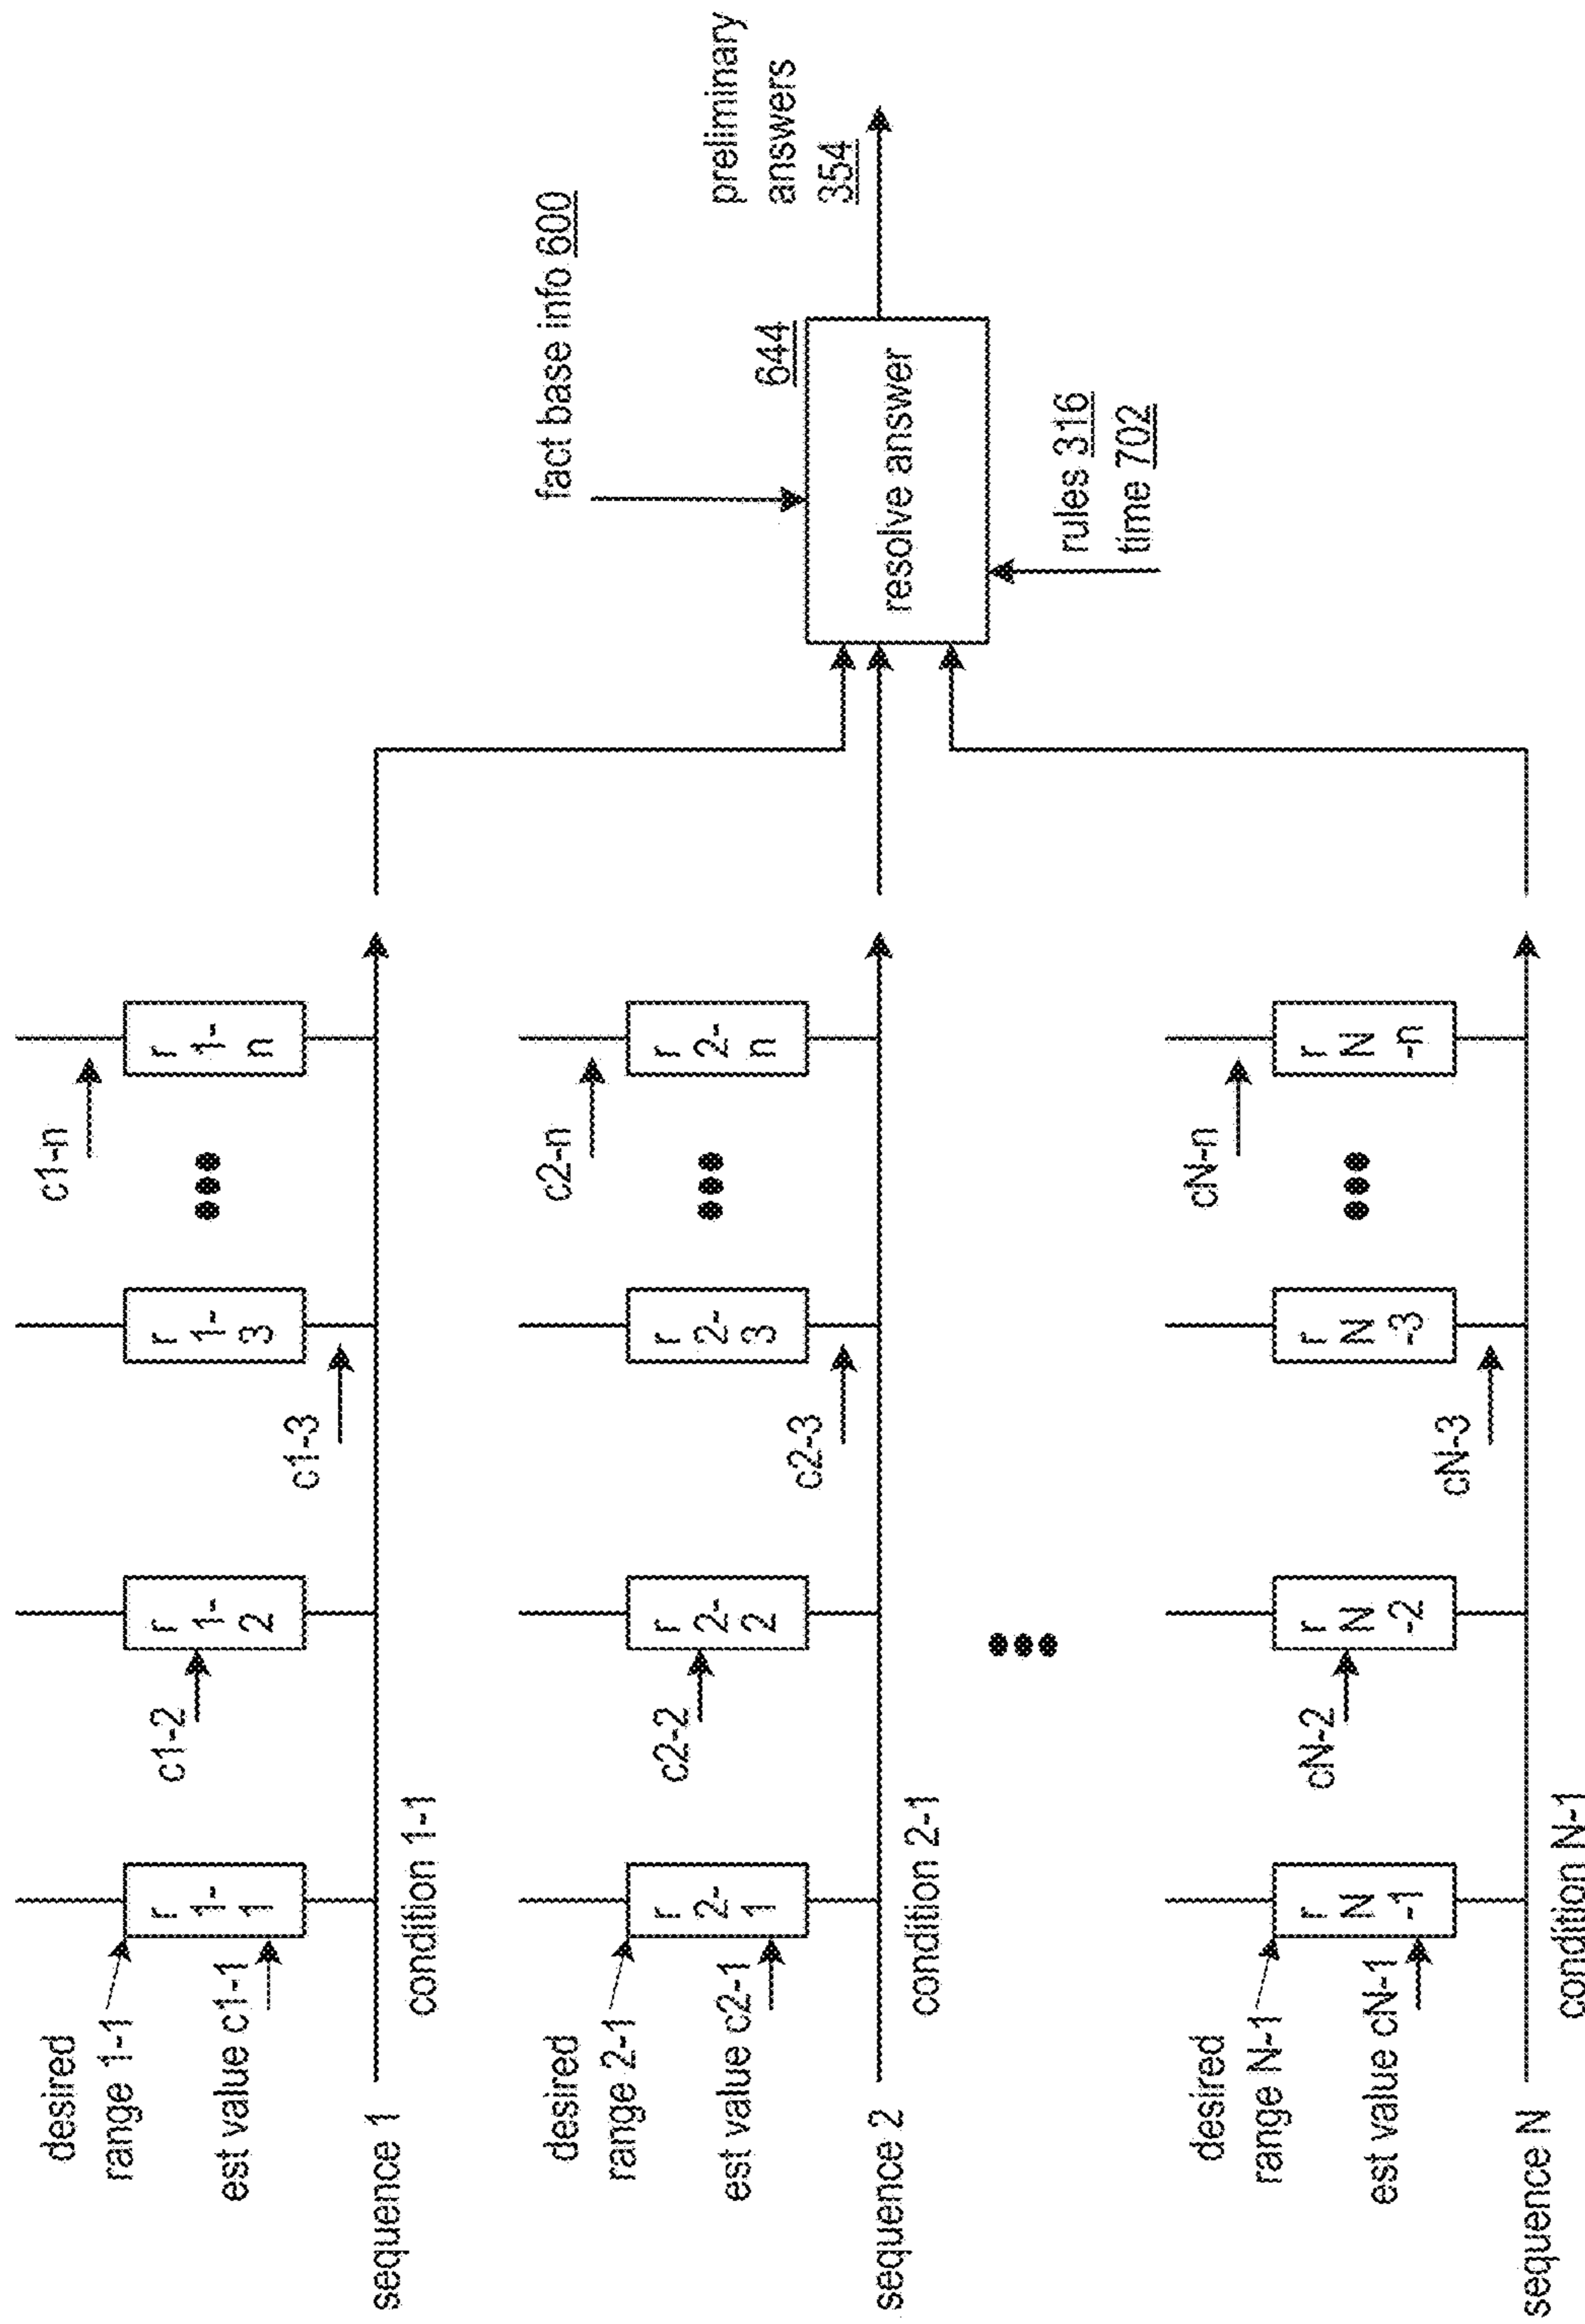 desired
range 1-1
est value c1-1
r
1-
1
c1-2
r
1-
2
c1-3
r
1-
3
c1-n
r
1-
n
sequence 1
condition 1-1
desired
range 2-1
est value c2-1
r
2-
1
c2-2
r
2-
2
c2-3
r
2-
3
c2-n
r
2-
n
sequence 2
condition 2-1
desired
range N-1
est value cN-1
r
N
-1
cN-2
r
N
-2
cN-3
r
N
-3
cN-n
r
N
-n
sequence N
condition N-1
fact base info 600
644
resolve answer
rules 316
time 702
preliminary
answers
354